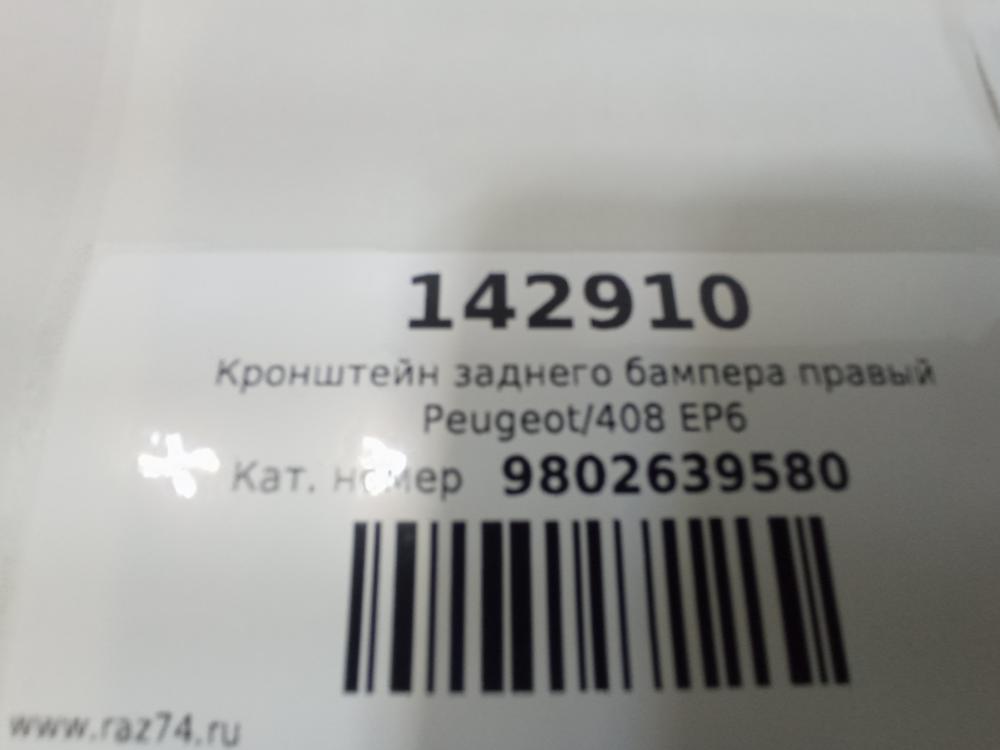 142910
Кронштейн заднего бампера правый
Peugeot/408 EP6
Кат. номер 9802639580
www.raz74.ru